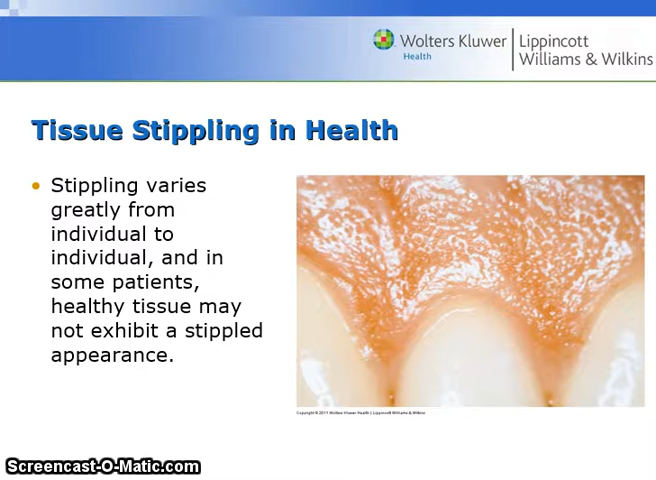 Wolters Kluwer
Health
Lippincott
Williams & Wilkins
Tissue Stippling in Health
• Stippling varies
greatly from
individual to
individual, and in
some patients,
healthy tissue may
not exhibit a stippled
appearance.
Copyright © 2011 Wolters Kluwer Health | Lippincott Williams & Wilkins
Screencast-O-Matic.com